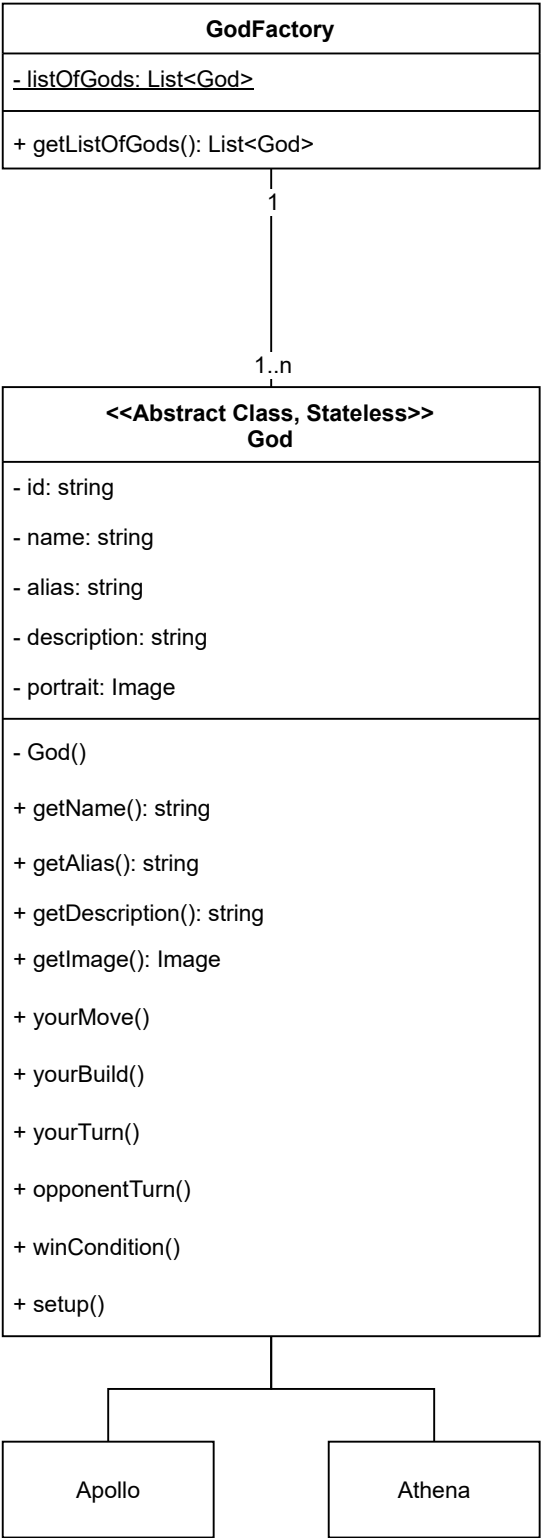 GodFactory
- listOfGods: List<God>
+ getListOfGods(): List<God>
1
1..n
<<Abstract Class, Stateless>>
God
- id: string
- name: string
- alias: string
- description: string
- portrait: Image
- God()
+ getName(): string
+ getAlias(): string
+ getDescription(): string
+ getImage(): Image
+ yourMove()
+ yourBuild()
+ yourTurn()
+ opponentTurn()
+ winCondition()
+ setup()
Apollo
Athena